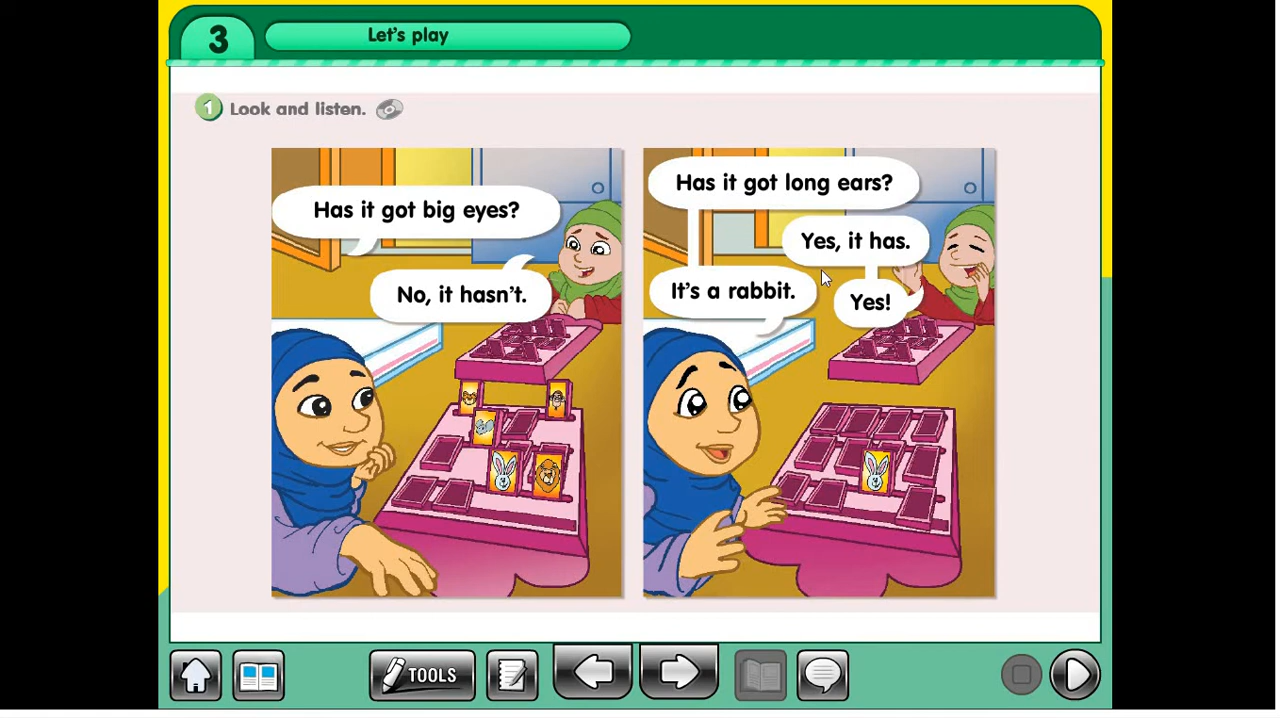 3
Let's play
1 Look and listen.
Has it got big eyes?
No, it hasn't.
Has it got long ears?
Yes, it has.
It's a rabbit.
Yes!
TOOLS